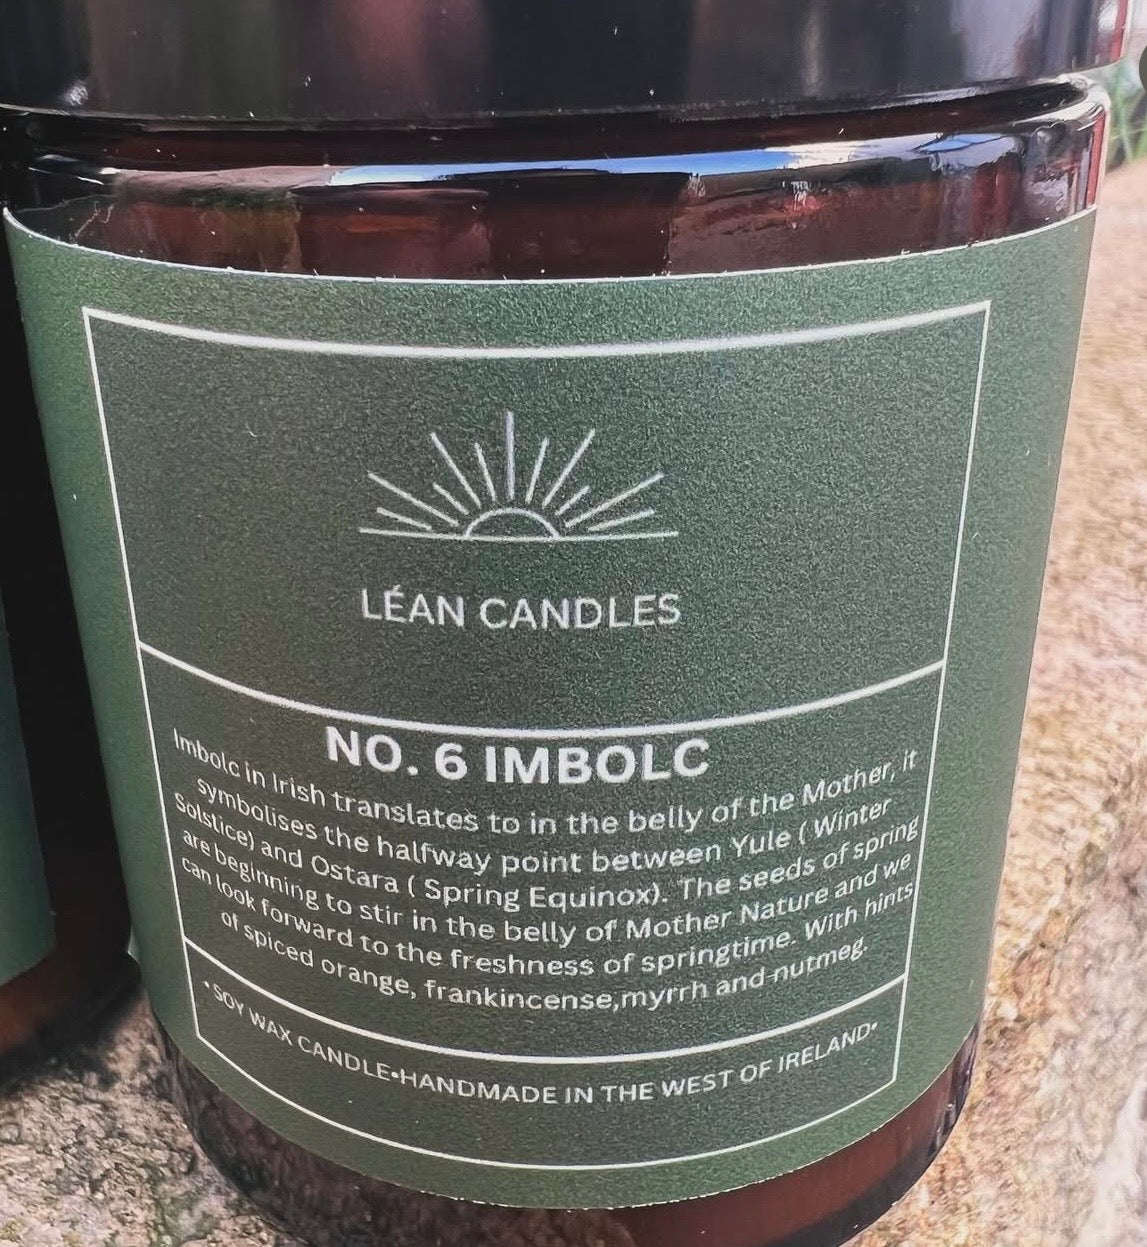 LÉAN CANDLES
NO. 6 IMBOLC
Imbolc in Irish translates to in the belly of the Mother, it
symbolises the halfway point between Yule ( Winter
Solstice) and Ostara ( Spring Equinox). The seeds of spring
are beginning to stir in the belly of Mother Nature and we
can look forward to the freshness of springtime. With hints
of spiced orange, frankincense,myrrh and nutmeg.
• SOY WAX CANDLE•HANDMADE IN THE WEST OF IRELAND•